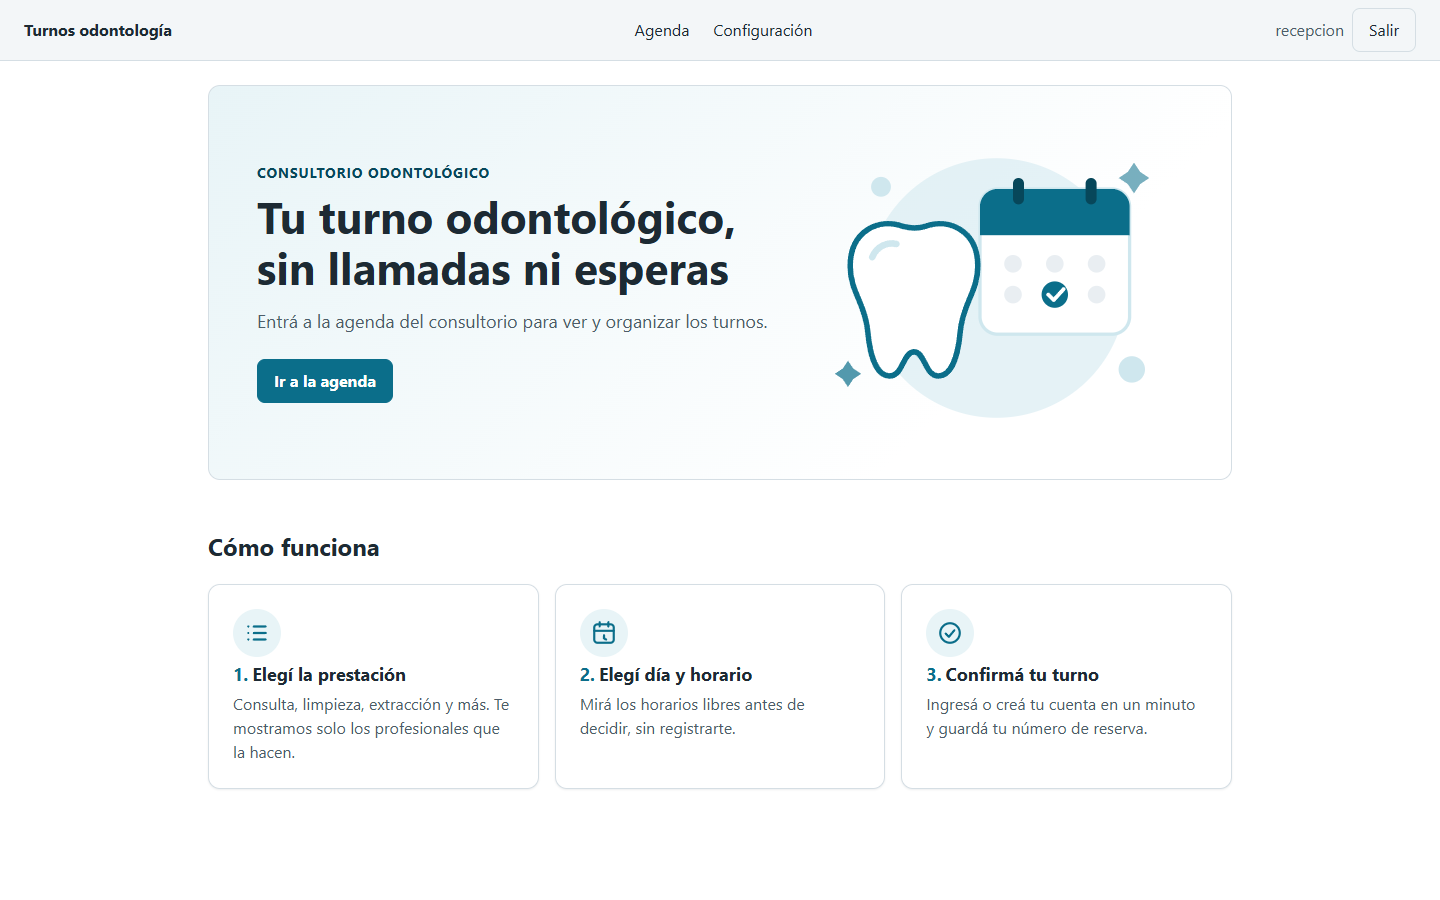 Turnos odontología
Agenda
Configuración
recepcion
Salir
CONSULTORIO ODONTOLÓGICO
Tu turno odontológico,
sin llamadas ni esperas
Entrá a la agenda del consultorio para ver y organizar los turnos.
Ir a la agenda
Cómo funciona
1. Elegí la prestación
Consulta, limpieza, extracción y más. Te
mostramos solo los profesionales que
la hacen.
2. Elegí día y horario
Mirá los horarios libres antes de
decidir, sin registrarte.
3. Confirmá tu turno
Ingresá o creá tu cuenta en un minuto
y guardá tu número de reserva.